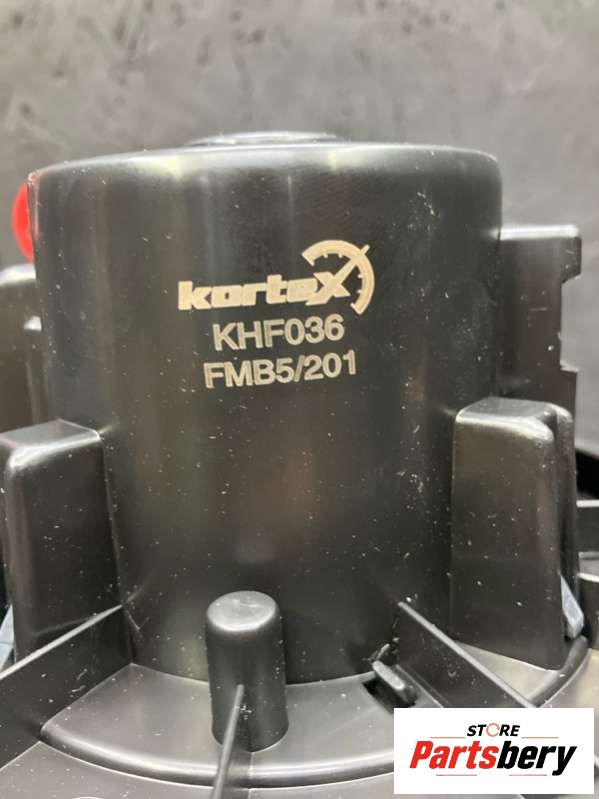 kortex
KHF036
FMB5/201
STORE
Partsbery